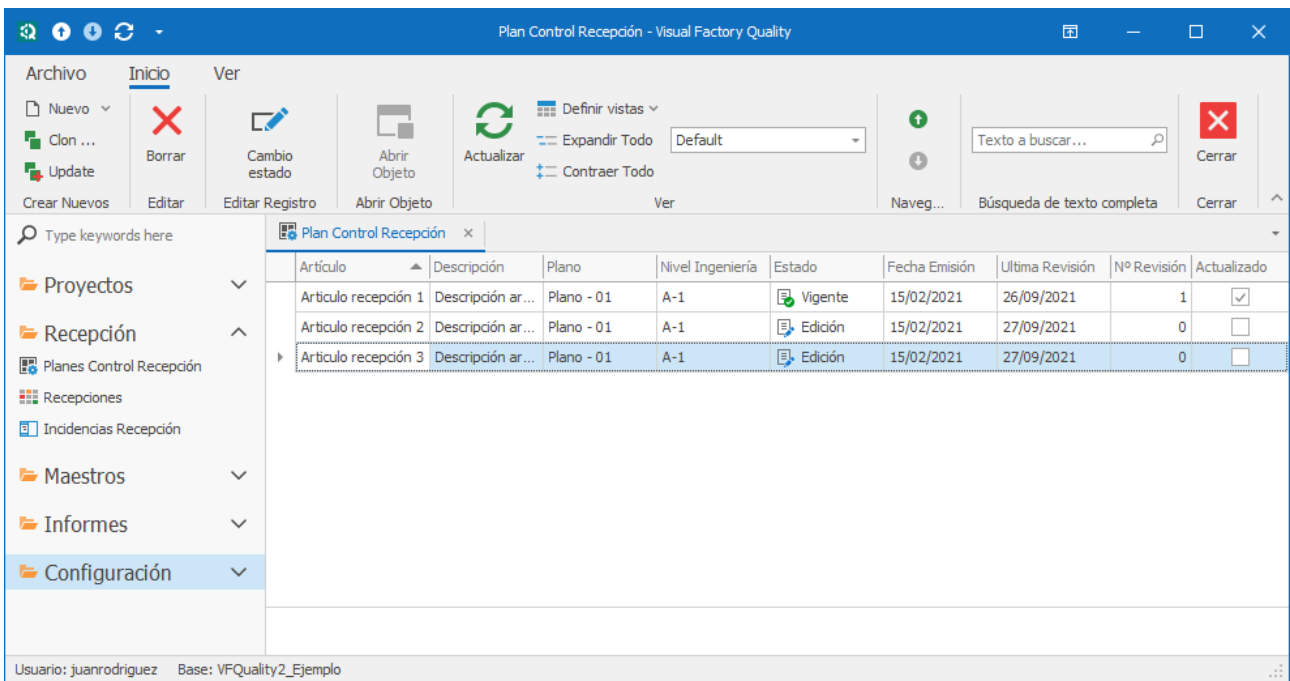 Plan Control Recepción - Visual Factory Quality
Archivo Inicio Ver
Nuevo
Clon ...
Update
Crear Nuevos
Borrar
Editar
Cambio
estado
Editar Registro
Abrir
Objeto
Abrir Objeto
Actualizar
Definir vistas
Expandir Todo
Contraer Todo
Default
Ver
Naveg...
Texto a buscar...
Búsqueda de texto completa
Cerrar
Cerrar
Type keywords here
Proyectos
Recepción
Planes Control Recepción
Recepciones
Incidencias Recepción
Maestros
Informes
Configuración
Plan Control Recepción
Artículo Descripción Plano Nivel Ingeniería Estado Fecha Emisión Ultima Revisión Nº Revisión Actualizado
Articulo recepción 1 Descripción ar... Plano - 01 A-1 Vigente 15/02/2021 26/09/2021 1
Articulo recepción 2 Descripción ar... Plano - 01 A-1 Edición 15/02/2021 27/09/2021 0
Articulo recepción 3 Descripción ar... Plano - 01 A-1 Edición 15/02/2021 27/09/2021 0
Usuario: juanrodriguez Base: VFQuality2_Ejemplo